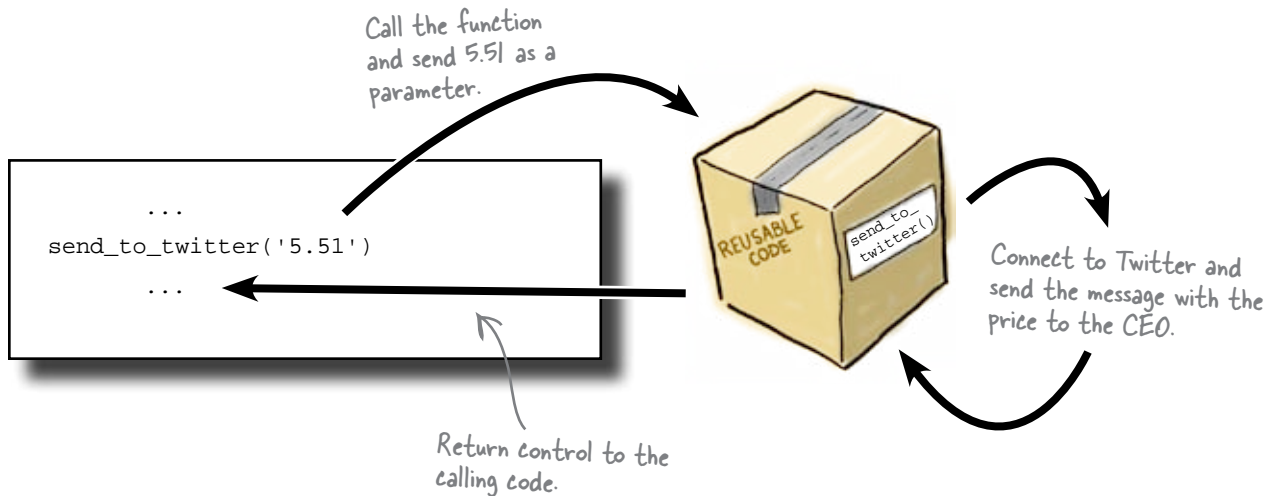 Call the function
and send 5.51 as a
parameter.
...
send_to_twitter('5.51')
...
REUSABLE
CODE
send_to_
twitter()
Connect to Twitter and
send the message with the
price to the CEO.
Return control to the
calling code.